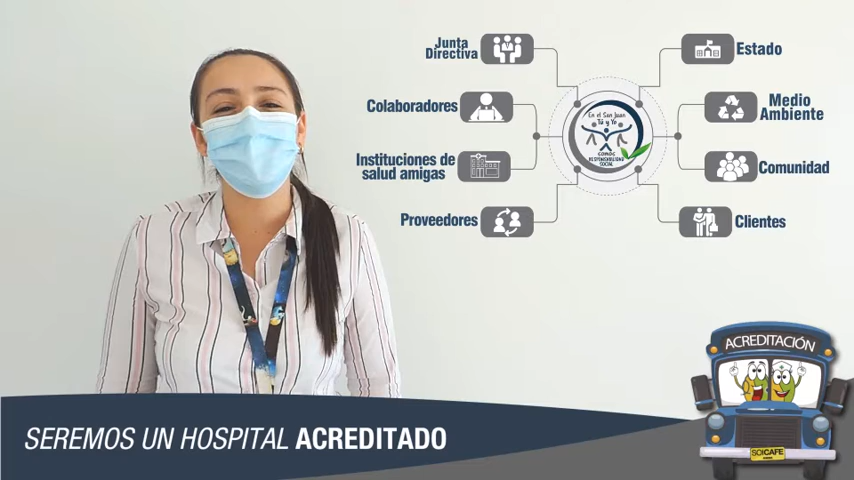 Junta
Directiva
Estado
Colaboradores
Medio
Ambiente
Instituciones de
salud amigas
Comunidad
Proveedores
Clientes
En el San Juan
Tú y Yo
SOMOS
RESPONSABILIDAD
SOCIAL
ACREDITACIÓN
SOICAFE
SEREMOS UN HOSPITAL ACREDITADO